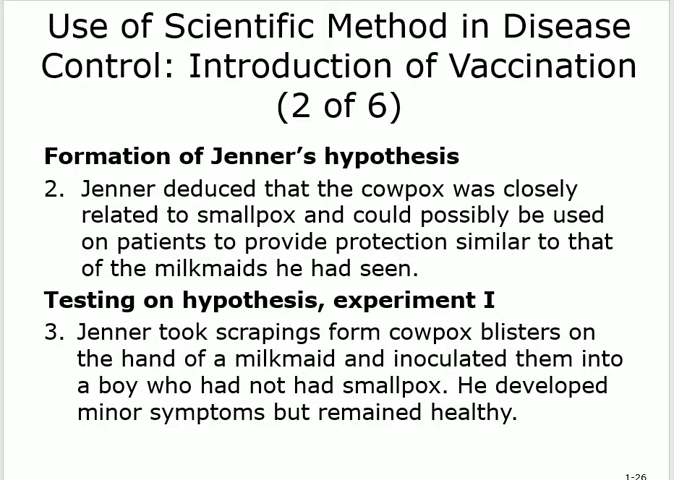 Use of Scientific Method in Disease
Control: Introduction of Vaccination
(2 of 6)
Formation of Jenner’s hypothesis
2. Jenner deduced that the cowpox was closely
related to smallpox and could possibly be used
on patients to provide protection similar to that
of the milkmaids he had seen.
Testing on hypothesis, experiment I
3. Jenner took scrapings form cowpox blisters on
the hand of a milkmaid and inoculated them into
a boy who had not had smallpox. He developed
minor symptoms but remained healthy.
1-26